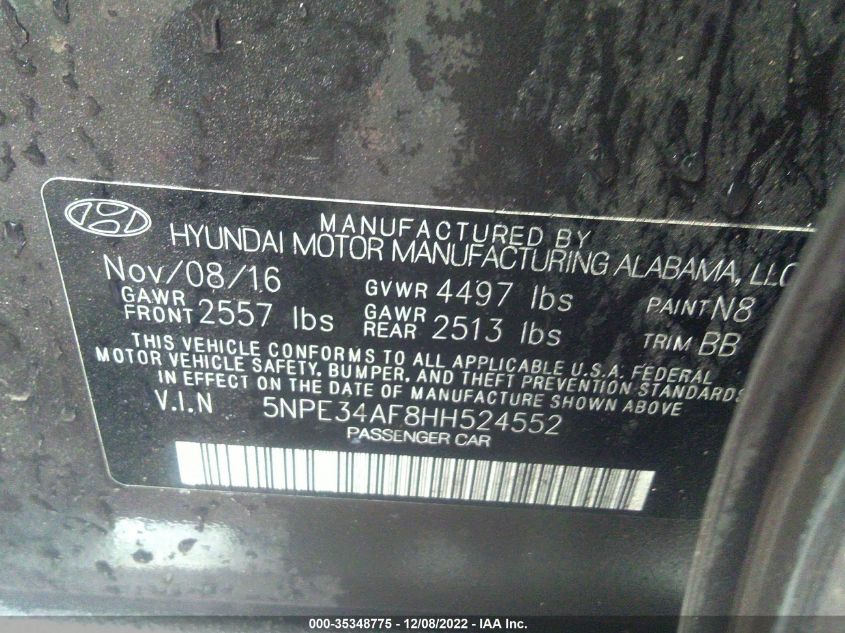 MANUFACTURED BY
HYUNDAI MOTOR MANUFACTURING ALABAMA, LLC
Nov/08/16 GVWR 4497 lbs PAINT N8
GAWR FRONT 2557 lbs GAWR REAR 2513 lbs TRIM BB
THIS VEHICLE CONFORMS TO ALL APPLICABLE U.S.A. FEDERAL
MOTOR VEHICLE SAFETY, BUMPER, AND THEFT PREVENTION STANDARDS
IN EFFECT ON THE DATE OF MANUFACTURE SHOWN ABOVE
V.I.N 5NPE34AF8HH524552
PASSENGER CAR
000-35348775 - 12/08/2022 - IAA Inc.